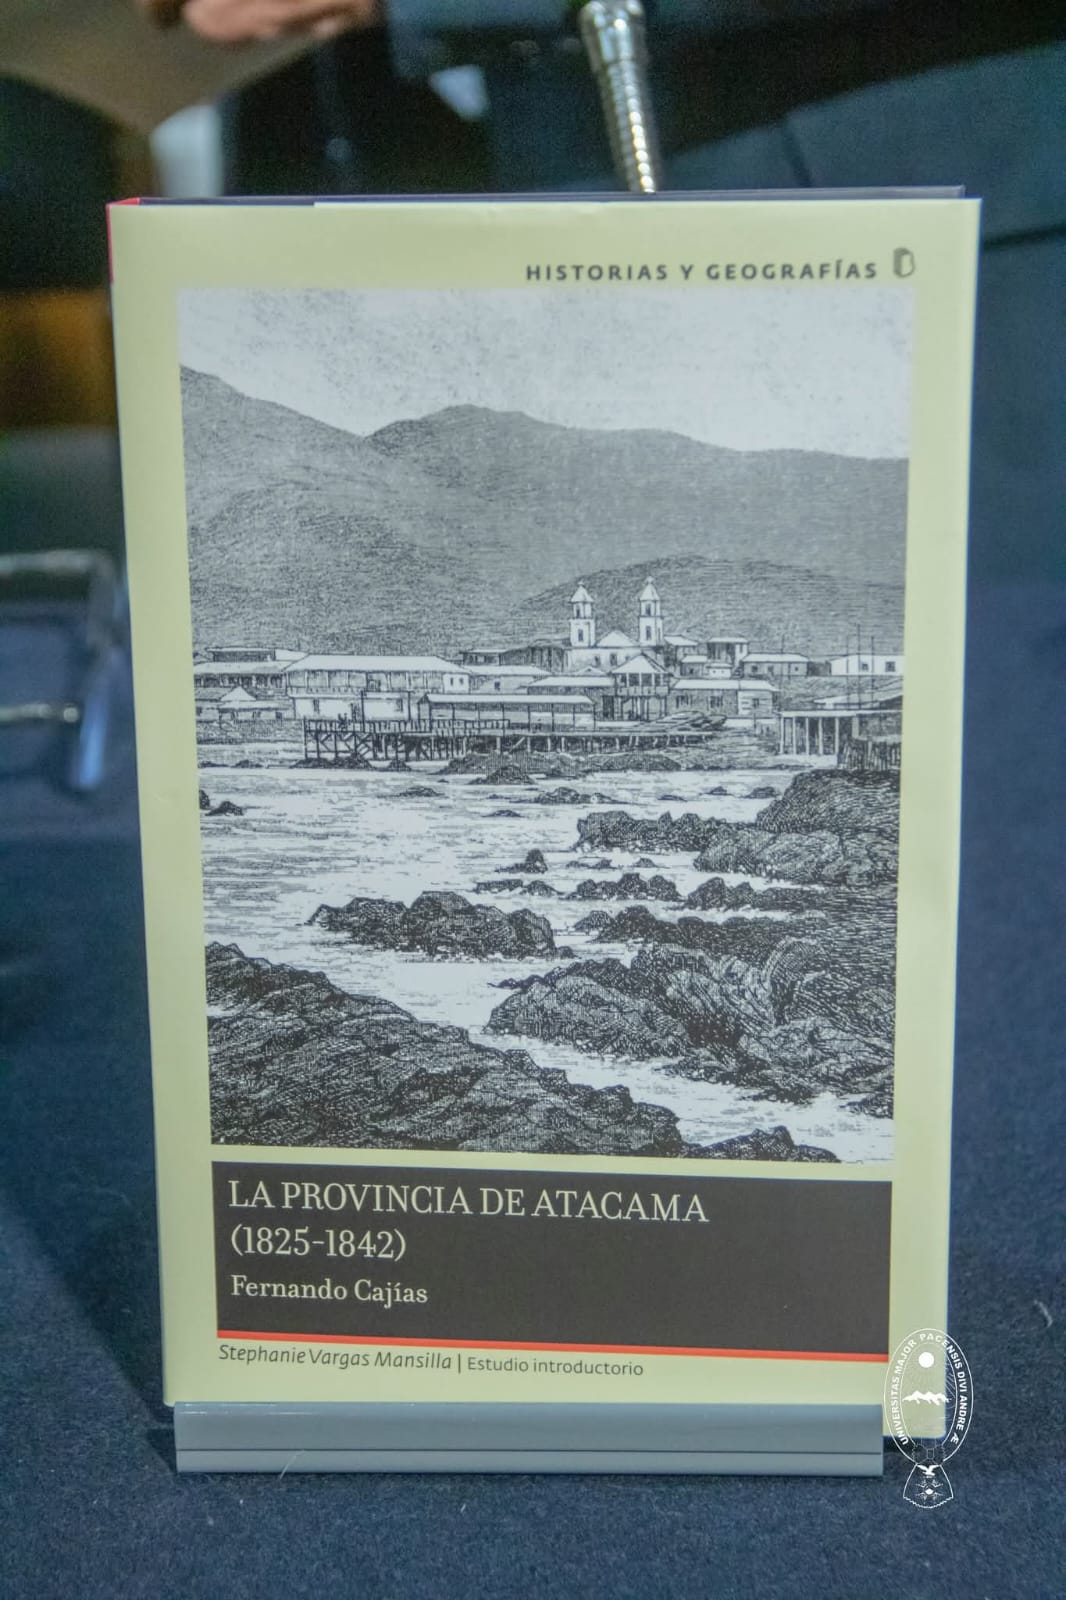 HISTORIAS Y GEOGRAFÍAS
LA PROVINCIA DE ATACAMA
(1825-1842)
Fernando Cajías
Stephanie Vargas Mansilla | Estudio introductorio
UNIVERSITAS MAJOR PACENSIS DIVI ANDRE Æ